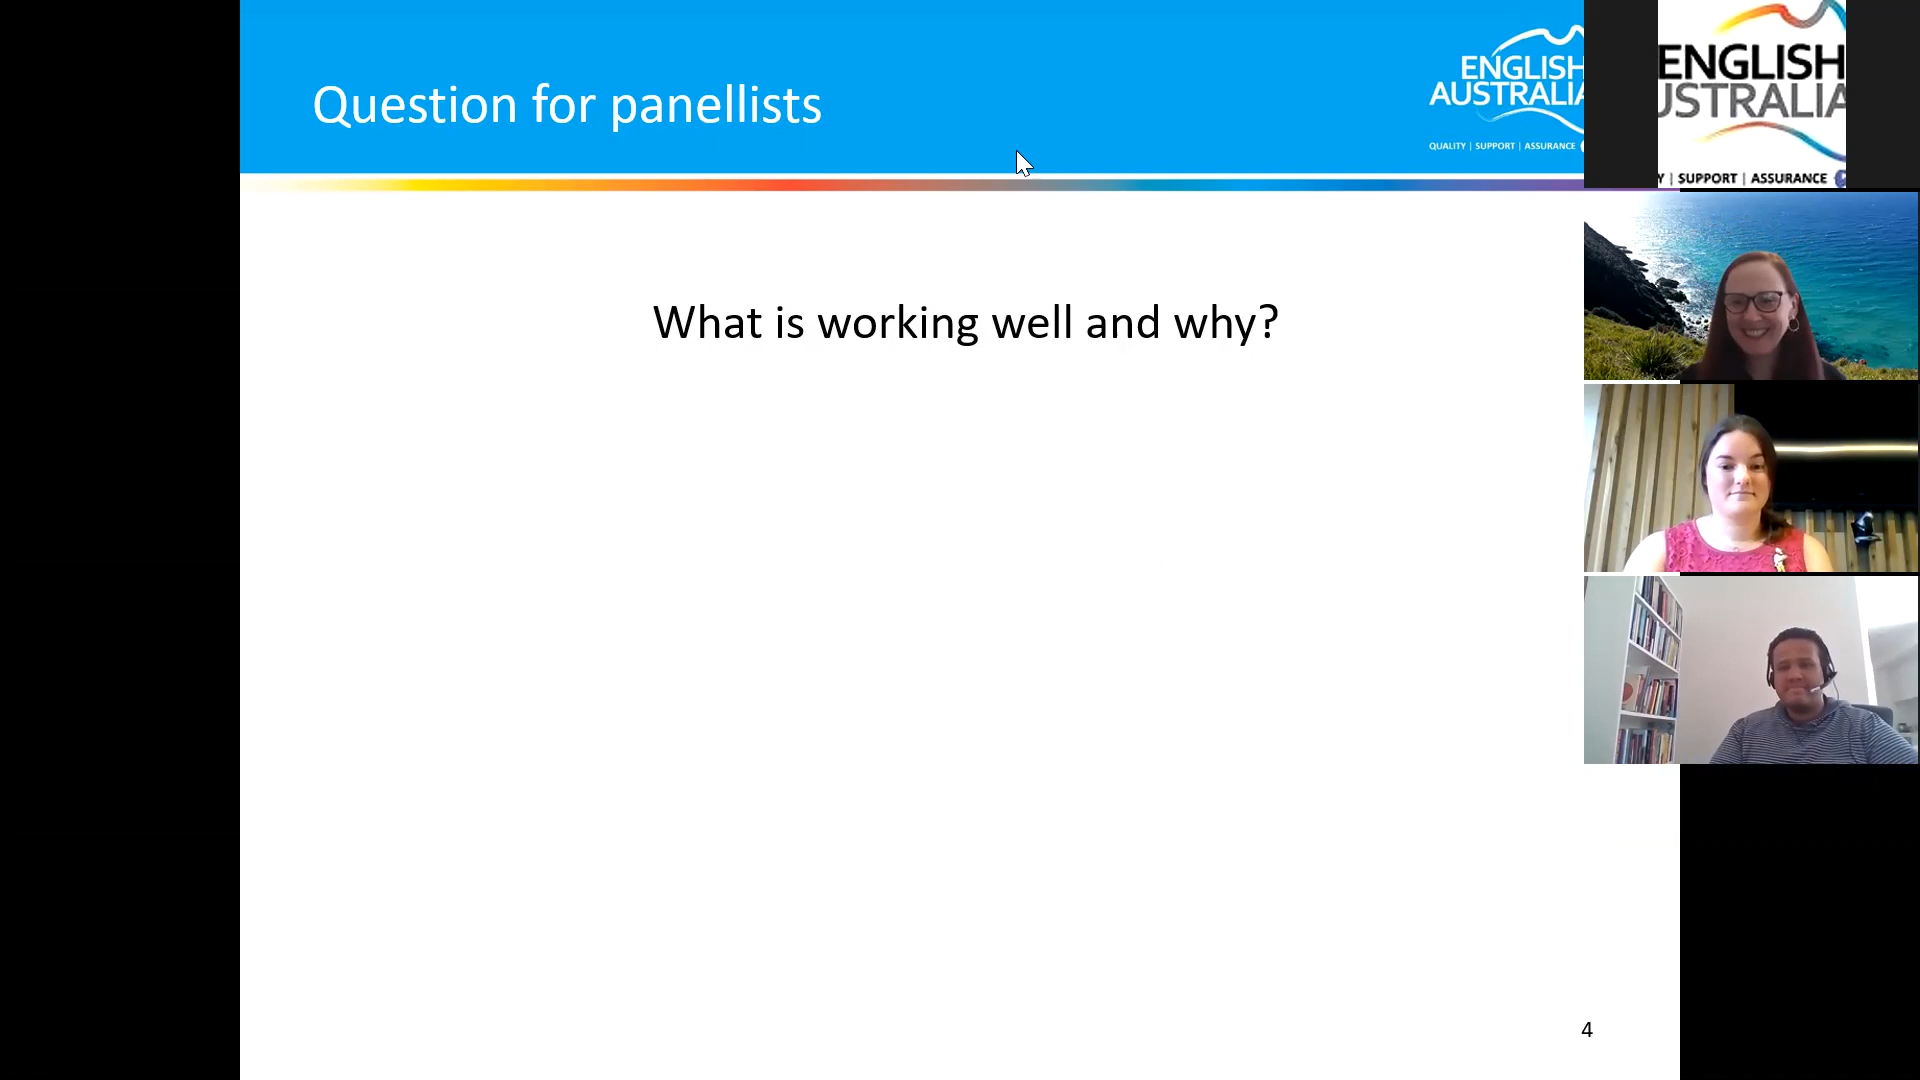 Question for panellists
ENGLISH
AUSTRALIA
QUALITY | SUPPORT | ASSURANCE
ENGLISH
USTRALIA
Y | SUPPORT | ASSURANCE
What is working well and why?
4